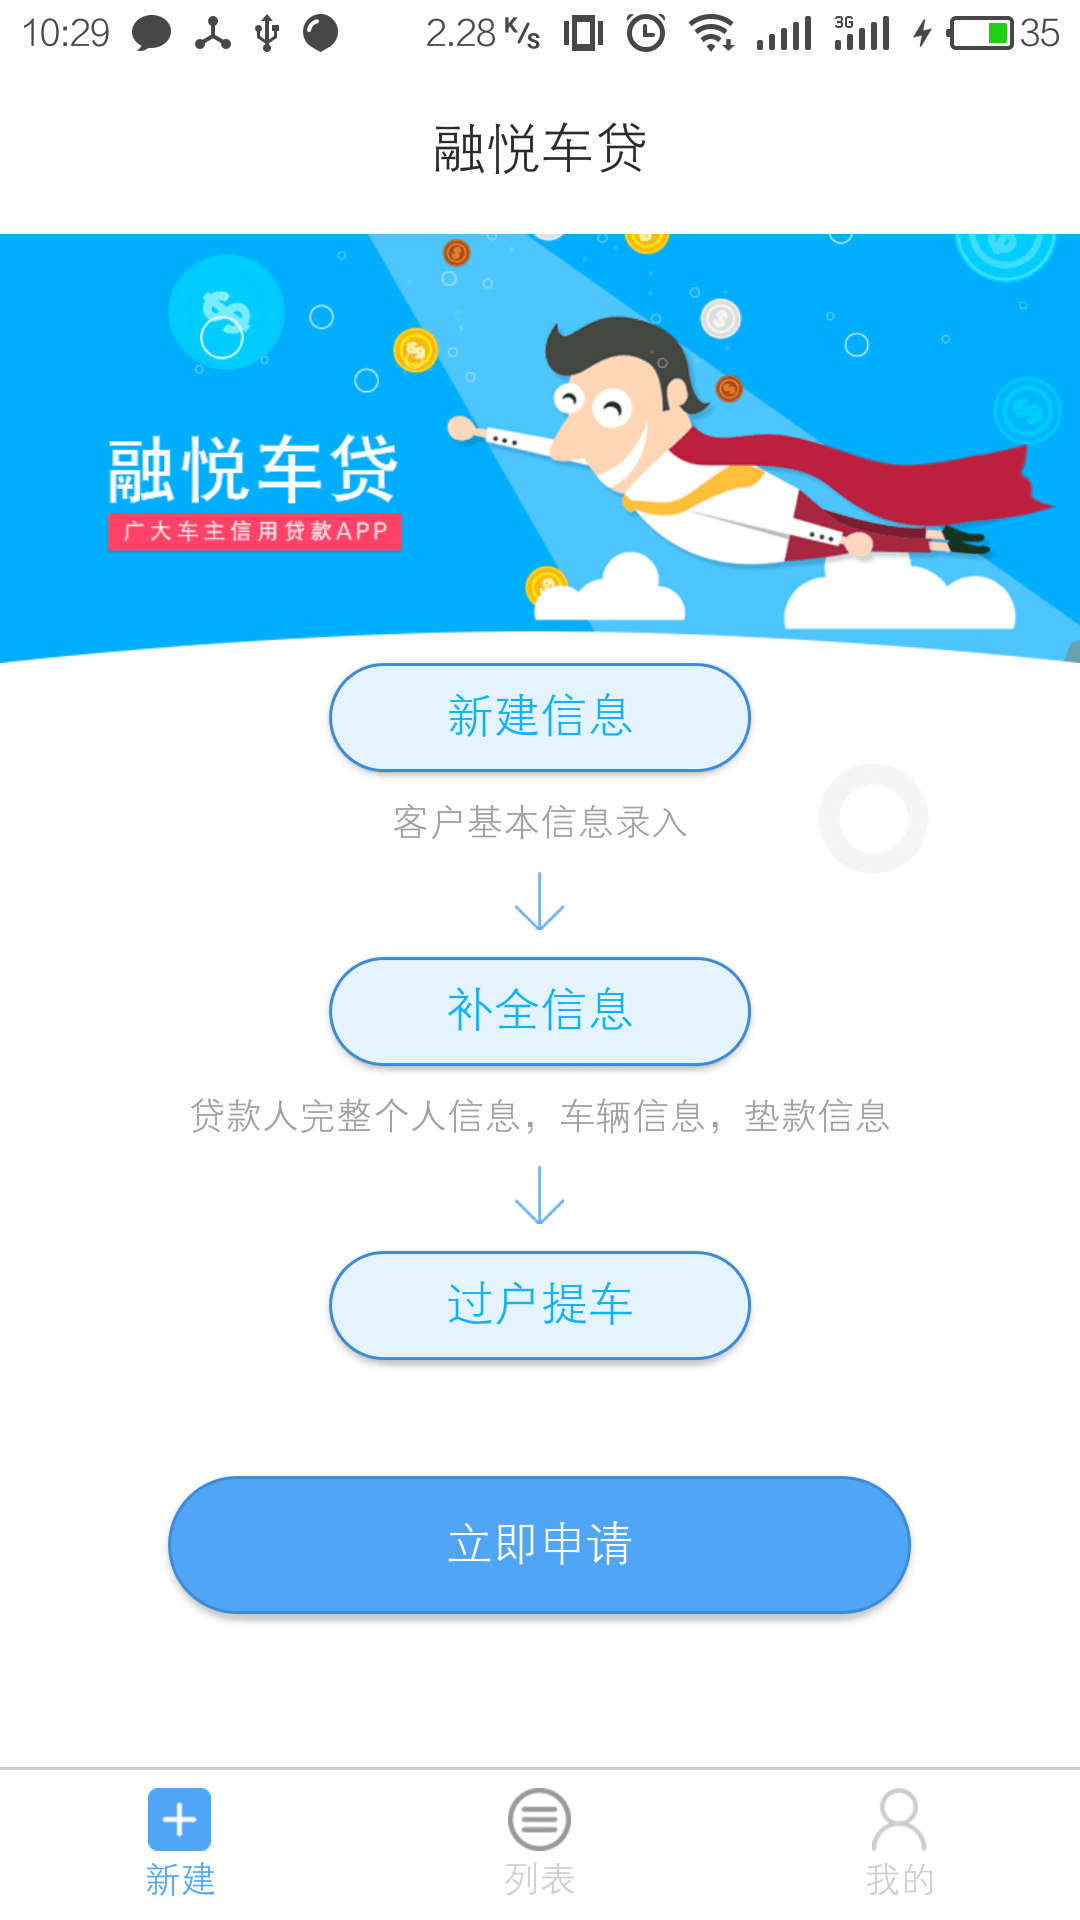 10:29 2.28 K/s 3G 35
融悦车贷
融悦车贷
广大车主信用贷款APP
新建信息
客户基本信息录入
补全信息
贷款人完整个人信息，车辆信息，垫款信息
过户提车
立即申请
新建 列表 我的